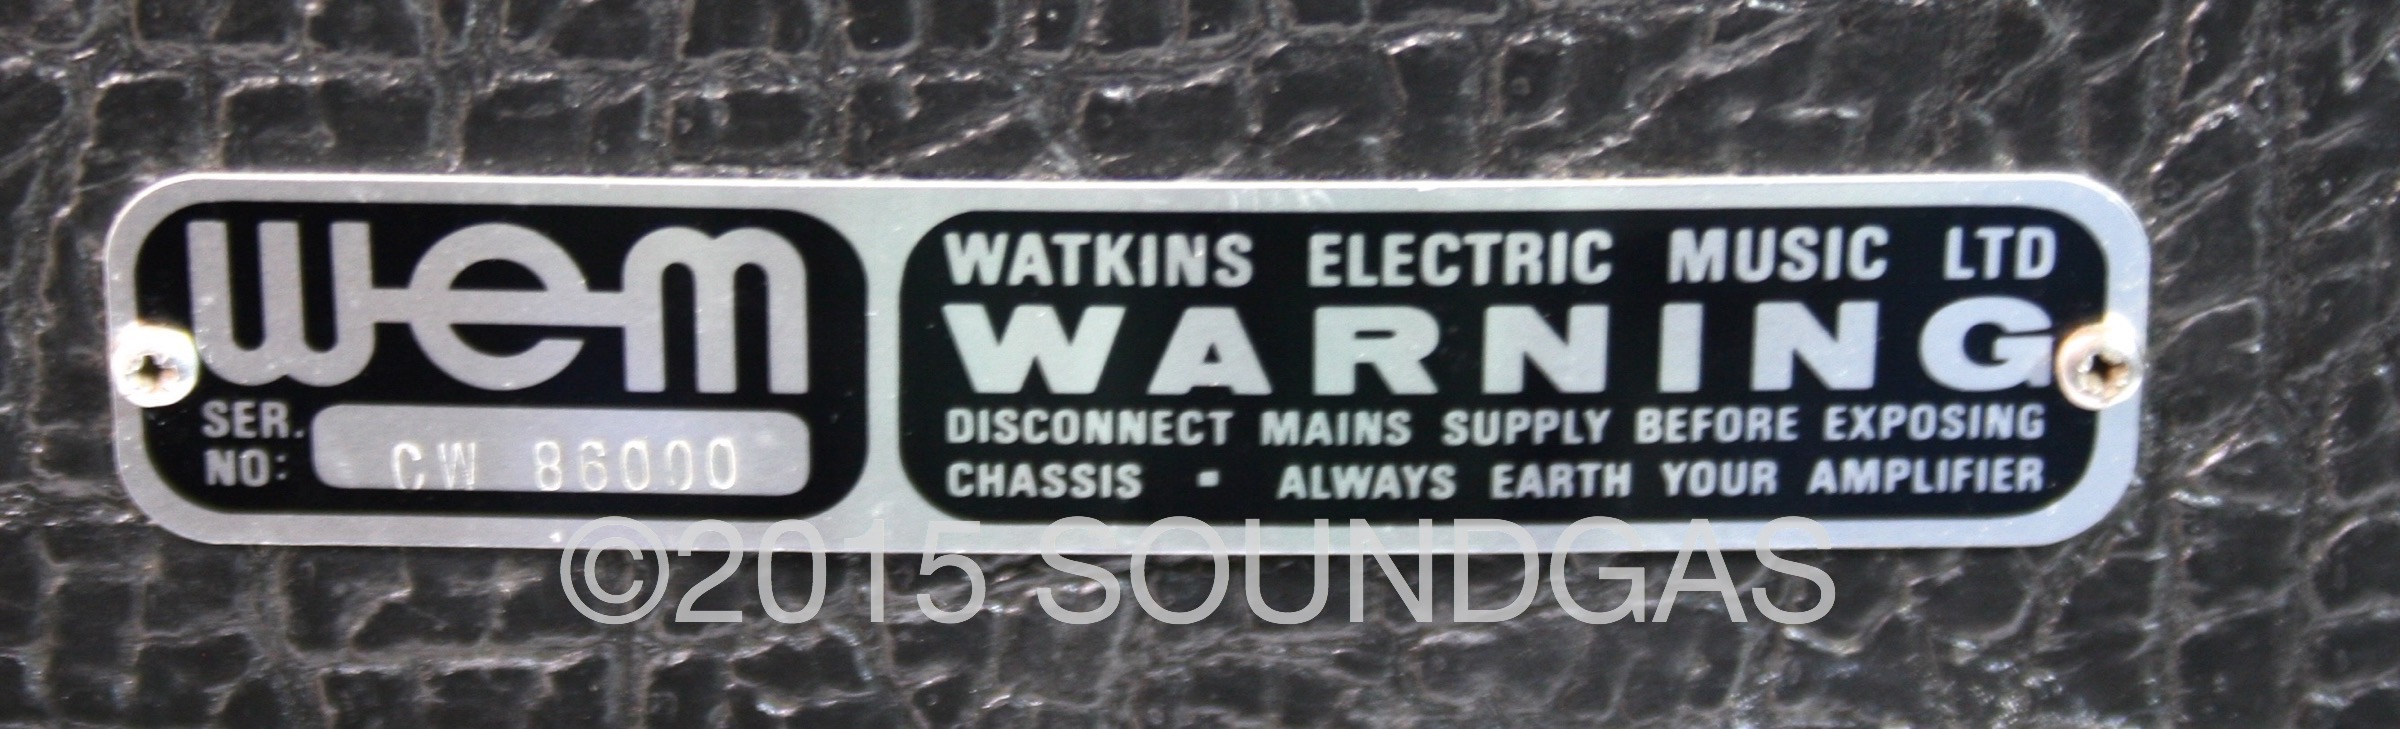 wem
SER. NO: CW 86000
WATKINS ELECTRIC MUSIC LTD
WARNING
DISCONNECT MAINS SUPPLY BEFORE EXPOSING
CHASSIS - ALWAYS EARTH YOUR AMPLIFIER
©2015 SOUNDGAS